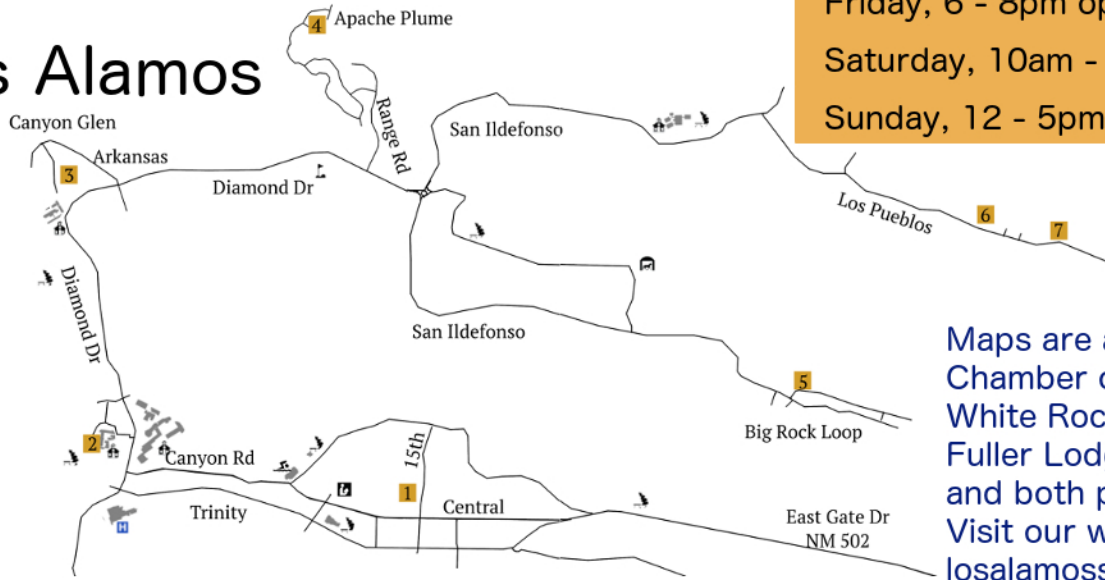 Friday, 6 - 8pm
Saturday, 10am -
Sunday, 12 - 5pm
Alamos
4 Apache Plume
Canyon Glen
Arkansas
3
Diamond Dr
Range Rd
San Ildefonso
Los Pueblos
6
7
Diamond Dr
San Ildefonso
5
Big Rock Loop
2
Canyon Rd
15th
1
Central
Trinity
H
East Gate Dr
NM 502
Maps are
Chamber
White
Fuller
and both
Visit our